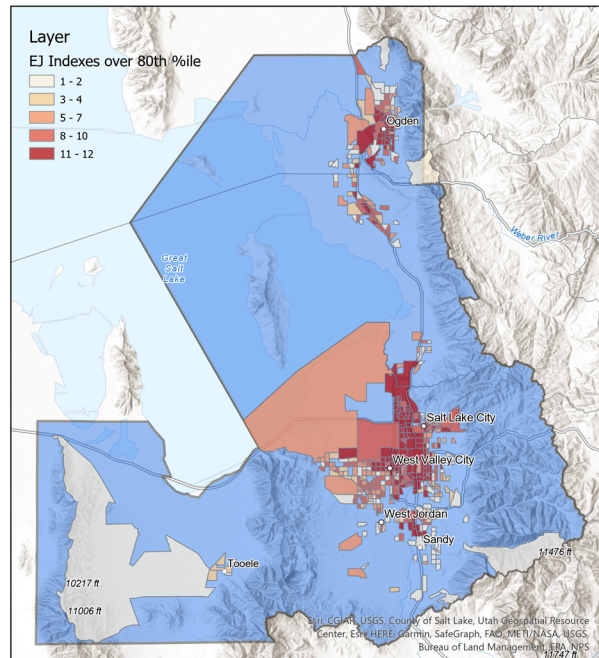 Layer
EJ Indexes over 80th %ile
1 - 2
3 - 4
5 - 7
8 - 10
11 - 12
Ogden
Weber River
Great
Salt
Lake
Salt Lake City
West Valley City
West Jordan
Sandy
11476 ft
Tooele
10217 ft
11006 ft
Esri, CGIAR, USGS, County of Salt Lake, Utah Geospatial Resource
Center, Esri, HERE, Garmin, SafeGraph, FAO, METI/NASA, USGS,
Bureau of Land Management, EPA, NPS
11747 ft